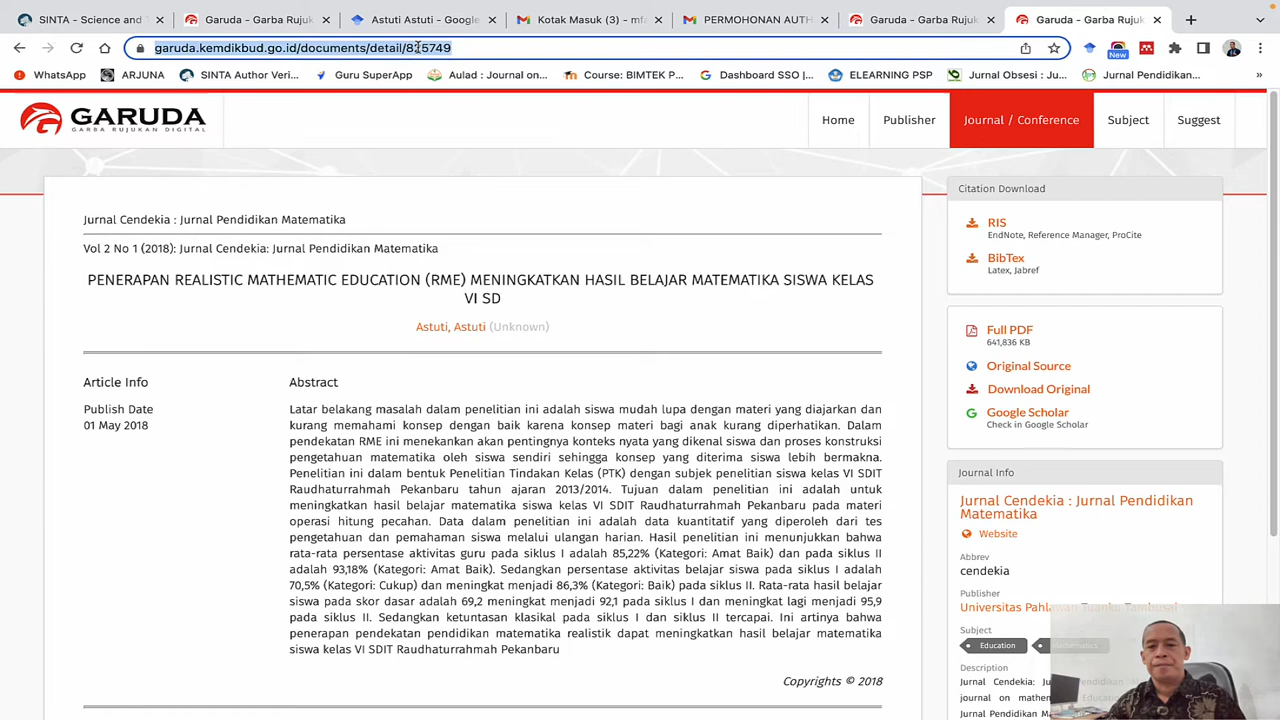 SINTA - Science and T
Garuda - Garba Rujuk
Astuti Astuti - Google
Kotak Masuk (3) - mfa
PERMOHONAN AUTH
Garuda - Garba Rujuk
Garuda - Garba Rujuk
garuda.kemdikbud.go.id/documents/detail/825749
New
WhatsApp
ARJUNA
SINTA Author Veri...
Guru SuperApp
Aulad : Journal on...
Course: BIMTEK P...
Dashboard SSO |...
ELEARNING PSP
Jurnal Obsesi : Ju...
Jurnal Pendidikan...
»
GARUDA
GARBA RUJUKAN DIGITAL
Home
Publisher
Journal / Conference
Subject
Suggest
Jurnal Cendekia : Jurnal Pendidikan Matematika
Vol 2 No 1 (2018): Jurnal Cendekia: Jurnal Pendidikan Matematika
PENERAPAN REALISTIC MATHEMATIC EDUCATION (RME) MENINGKATKAN HASIL BELAJAR MATEMATIKA SISWA KELAS
VI SD
Astuti, Astuti (Unknown)
Article Info
Publish Date
01 May 2018
Abstract
Latar belakang masalah dalam penelitian ini adalah siswa mudah lupa dengan materi yang diajarkan dan
kurang memahami konsep dengan baik karena konsep materi bagi anak kurang diperhatikan. Dalam
pendekatan RME ini menekankan akan pentingnya konteks nyata yang dikenal siswa dan proses konstruksi
pengetahuan matematika oleh siswa sendiri sehingga konsep yang diterima siswa lebih bermakna.
Penelitian ini dalam bentuk Penelitian Tindakan Kelas (PTK) dengan subjek penelitian siswa kelas VI SDIT
Raudhaturrahmah Pekanbaru tahun ajaran 2013/2014. Tujuan dalam penelitian ini adalah untuk
meningkatkan hasil belajar matematika siswa kelas VI SDIT Raudhaturrahmah Pekanbaru pada materi
operasi hitung pecahan. Data dalam penelitian ini adalah data kuantitatif yang diperoleh dari tes
pengetahuan dan pemahaman siswa melalui ulangan harian. Hasil penelitian ini menunjukkan bahwa
rata-rata persentase aktivitas guru pada siklus I adalah 85,22% (Kategori: Amat Baik) dan pada siklus II
adalah 93,18% (Kategori: Amat Baik). Sedangkan persentase aktivitas belajar siswa pada siklus I adalah
70,5% (Kategori: Cukup) dan meningkat menjadi 86,3% (Kategori: Baik) pada siklus II. Rata-rata hasil belajar
siswa pada skor dasar adalah 69,2 meningkat menjadi 92,1 pada siklus I dan meningkat lagi menjadi 95,9
pada siklus II. Sedangkan ketuntasan klasikal pada siklus I dan siklus II tercapai. Ini artinya bahwa
penerapan pendekatan pendidikan matematika realistik dapat meningkatkan hasil belajar matematika
siswa kelas VI SDIT Raudhaturrahmah Pekanbaru
Copyrights © 2018
Citation Download
RIS
EndNote, Reference Manager, ProCite
BibTex
Latex, Jabref
Full PDF
641,836 KB
Original Source
Download Original
Google Scholar
Check in Google Scholar
Journal Info
Jurnal Cendekia : Jurnal Pendidikan
Matematika
Website
Abbrev
cendekia
Publisher
Universitas Pahlawan Tuanku Tambusai
Subject
Education
Mathematics
Description
Jurnal Cendekia:
journal on mathem
Pendidikan Ma